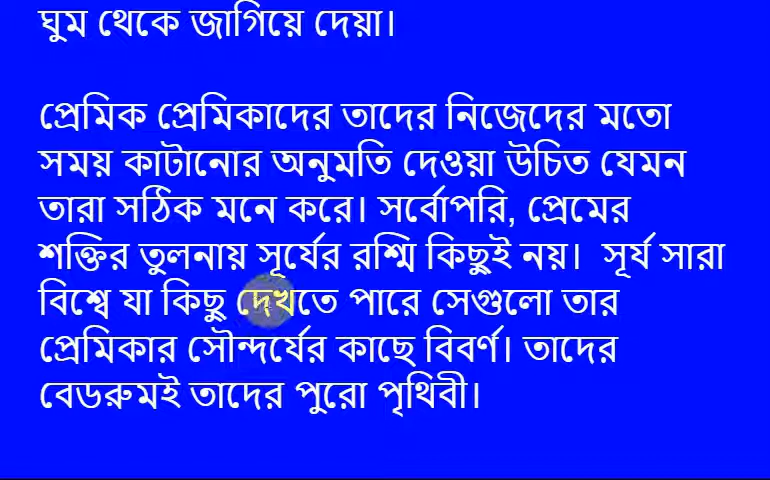 ঘুম থেকে জাগিয়ে দেয়া।
প্রেমিক প্রেমিকাদের তাদের নিজেদের মতো
সময় কাটানোর অনুমতি দেওয়া উচিত যেমন
তারা সঠিক মনে করে। সর্বোপরি, প্রেমের
শক্তির তুলনায় সূর্যের রশ্মি কিছুই নয়। সূর্য সারা
বিশ্বে যা কিছু দেখতে পারে সেগুলো তার
প্রেমিকার সৌন্দর্যের কাছে বিবর্ণ। তাদের
বেডরুমই তাদের পুরো পৃথিবী।